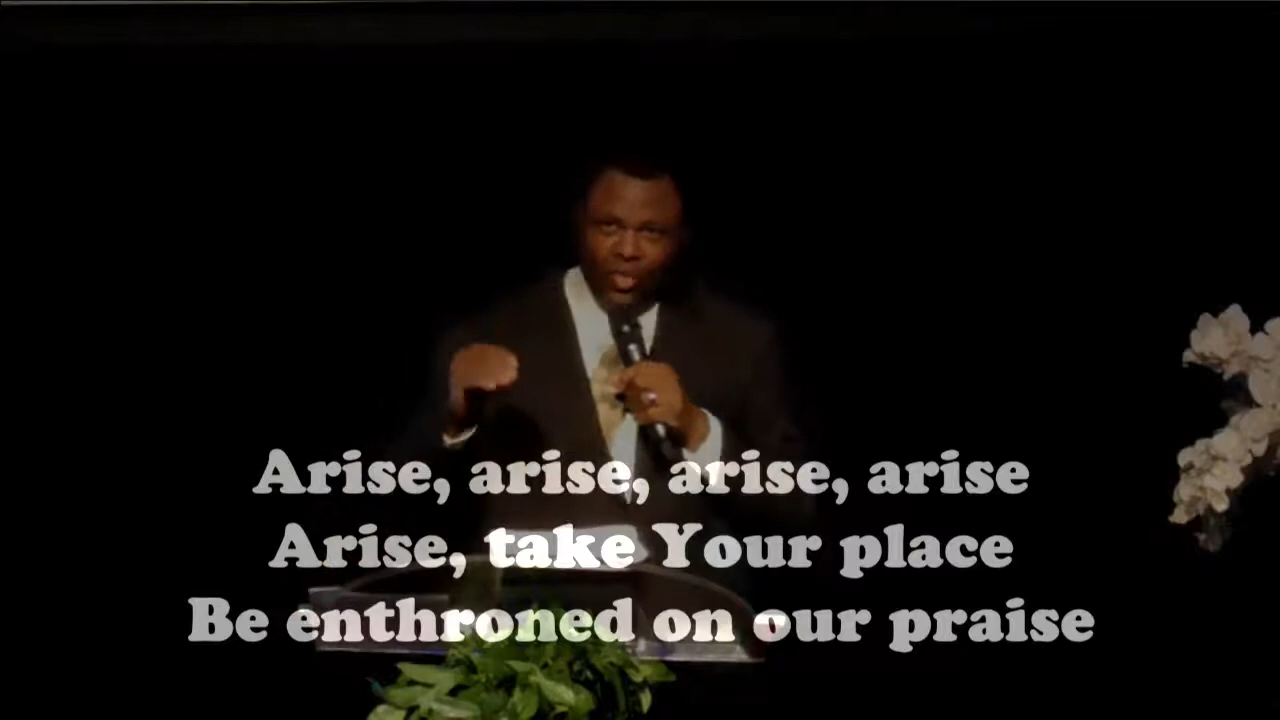 Arise, arise, arise, arise
Arise, take Your place
Be enthroned on our praise